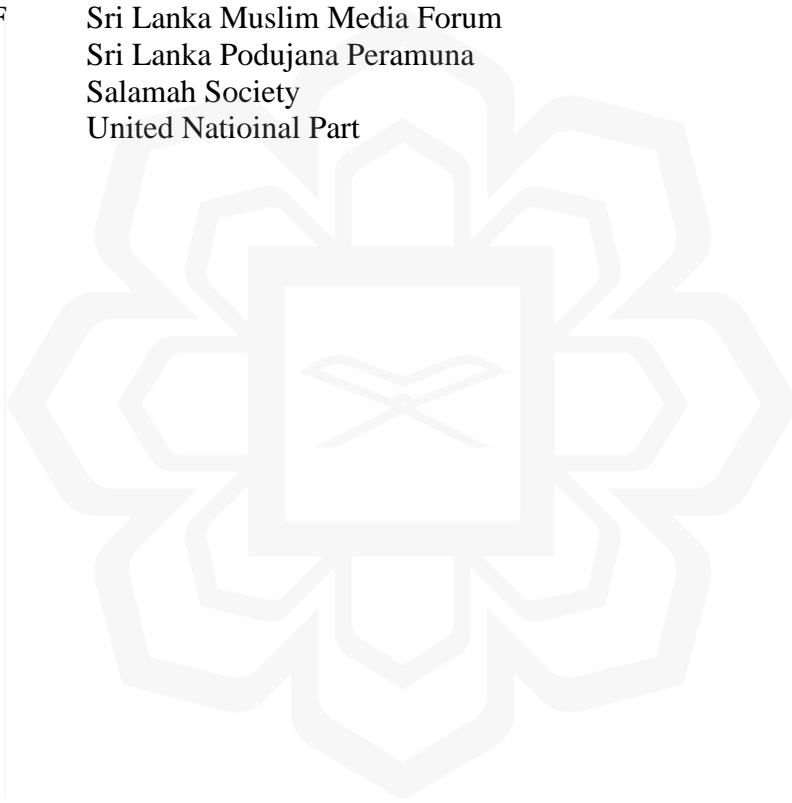 F Sri Lanka Muslim Media Forum
Sri Lanka Podujana Peramuna
Salamah Society
United Natioinal Part